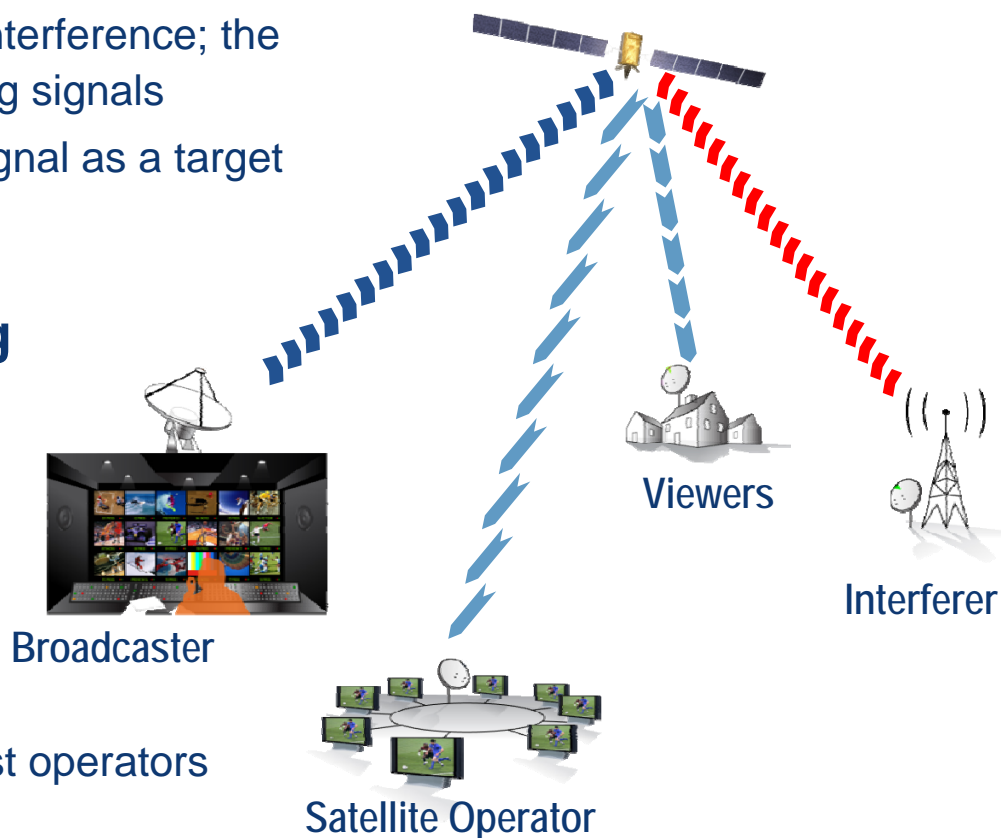 nterference; the
g signals
gnal as a target
g
Viewers
Interferer
Broadcaster
st operators
Satellite Operator